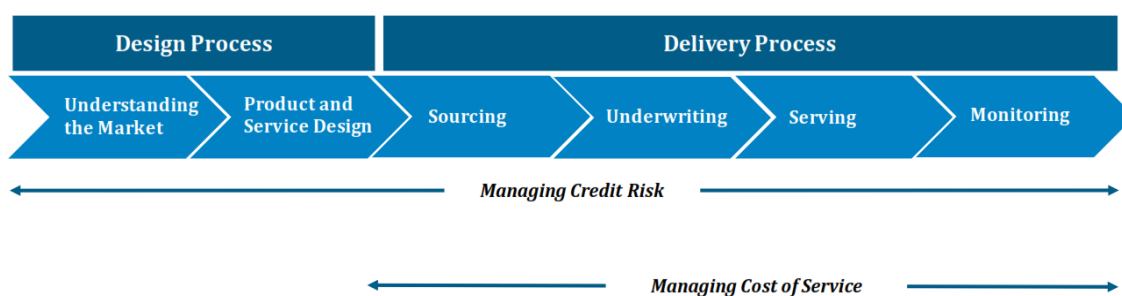 Design Process
Delivery Process
Understanding
the Market
Product and
Service Design
Sourcing
Underwriting
Serving
Monitoring
Managing Credit Risk
Managing Cost of Service